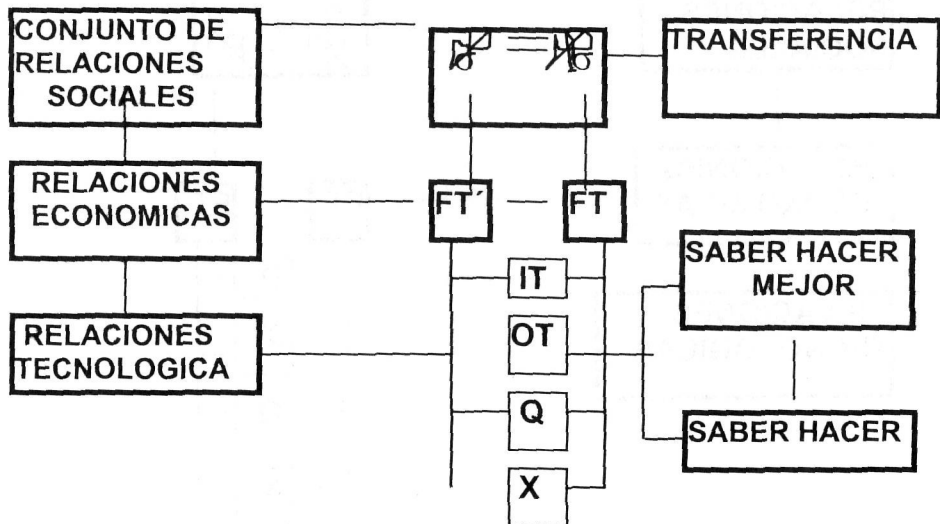 CONJUNTO DE
RELACIONES
SOCIALES
TRANSFERENCIA
RELACIONES
ECONOMICAS
FT´
FT
IT
SABER HACER
MEJOR
RELACIONES
TECNOLOGICA
OT
Q
SABER HACER
X